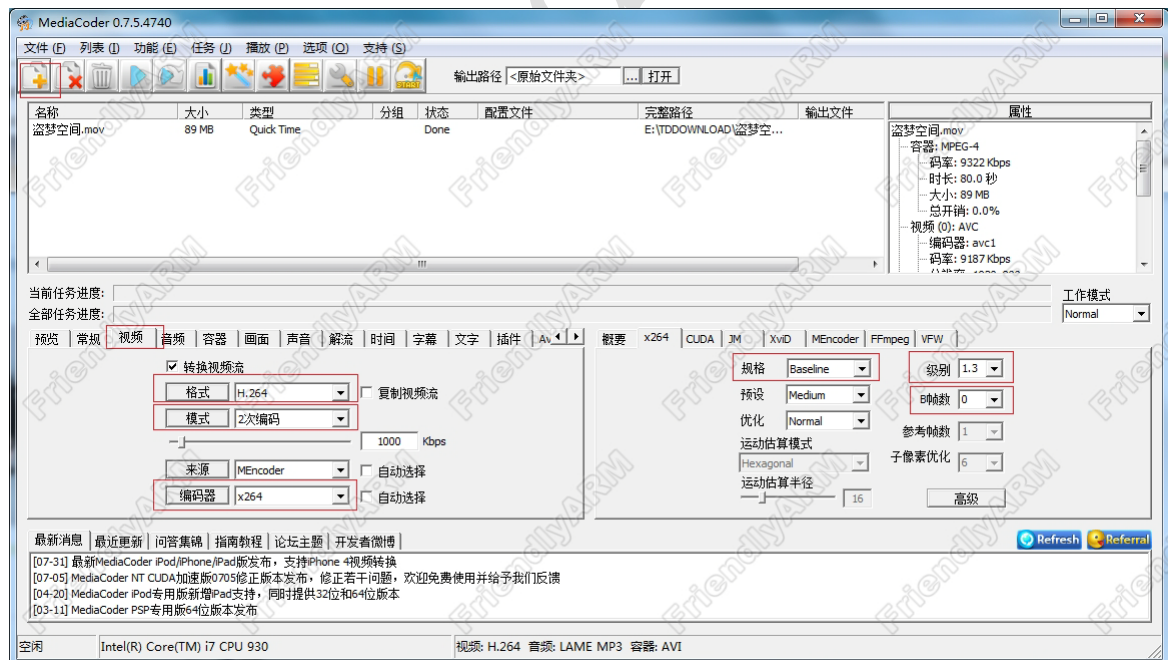 MediaCoder 0.7.5.4740
文件 (F) 列表 (I) 功能 (E) 任务 (J) 播放 (P) 选项 (O) 支持 (S)
输出路径 <原始文件夹> ... 打开
START
名称 大小 类型 分组 状态 配置文件 完整路径 输出文件 属性
盗梦空间.mov 89 MB Quick Time Done E:\TDDOWNLOAD\盗梦空...
盗梦空间.mov
容器: MPEG-4
码率: 9322 Kbps
时长: 80.0 秒
大小: 89 MB
总开销: 0.0%
视频 (0): AVC
编码器: avc1
码率: 9187 Kbps
当前任务进度:
全部任务进度:
工作模式
Normal
预览 常规 视频 音频 容器 画面 声音 解流 时间 字幕 文字 插件 Av
转换视频流
格式 H.264 复制视频流
模式 2次编码
1000 Kbps
来源 MEncoder 自动选择
编码器 x264 自动选择
概要 x264 CUDA JM XviD MEncoder FFmpeg VFW
规格 Baseline 级别 1.3
预设 Medium B帧数 0
优化 Normal 参考帧数 1
运动估算模式
Hexagonal 子像素优化 6
运动估算半径
16 高级
最新消息 最近更新 问答集锦 指南教程 论坛主题 开发者微博
Refresh Referral
[07-31] 最新MediaCoder iPod/iPhone/iPad版发布，支持iPhone 4视频转换
[07-05] MediaCoder NT CUDA加速版0705修正版本发布，修正若干问题，欢迎免费使用并给予我们反馈
[04-20] MediaCoder iPod专用版新增iPad支持，同时提供32位和64位版本
[03-11] MediaCoder PSP专用版64位版本发布
空闲 Intel(R) Core(TM) i7 CPU 930 视频: H.264 音频: LAME MP3 容器: AVI
FriendlyARM